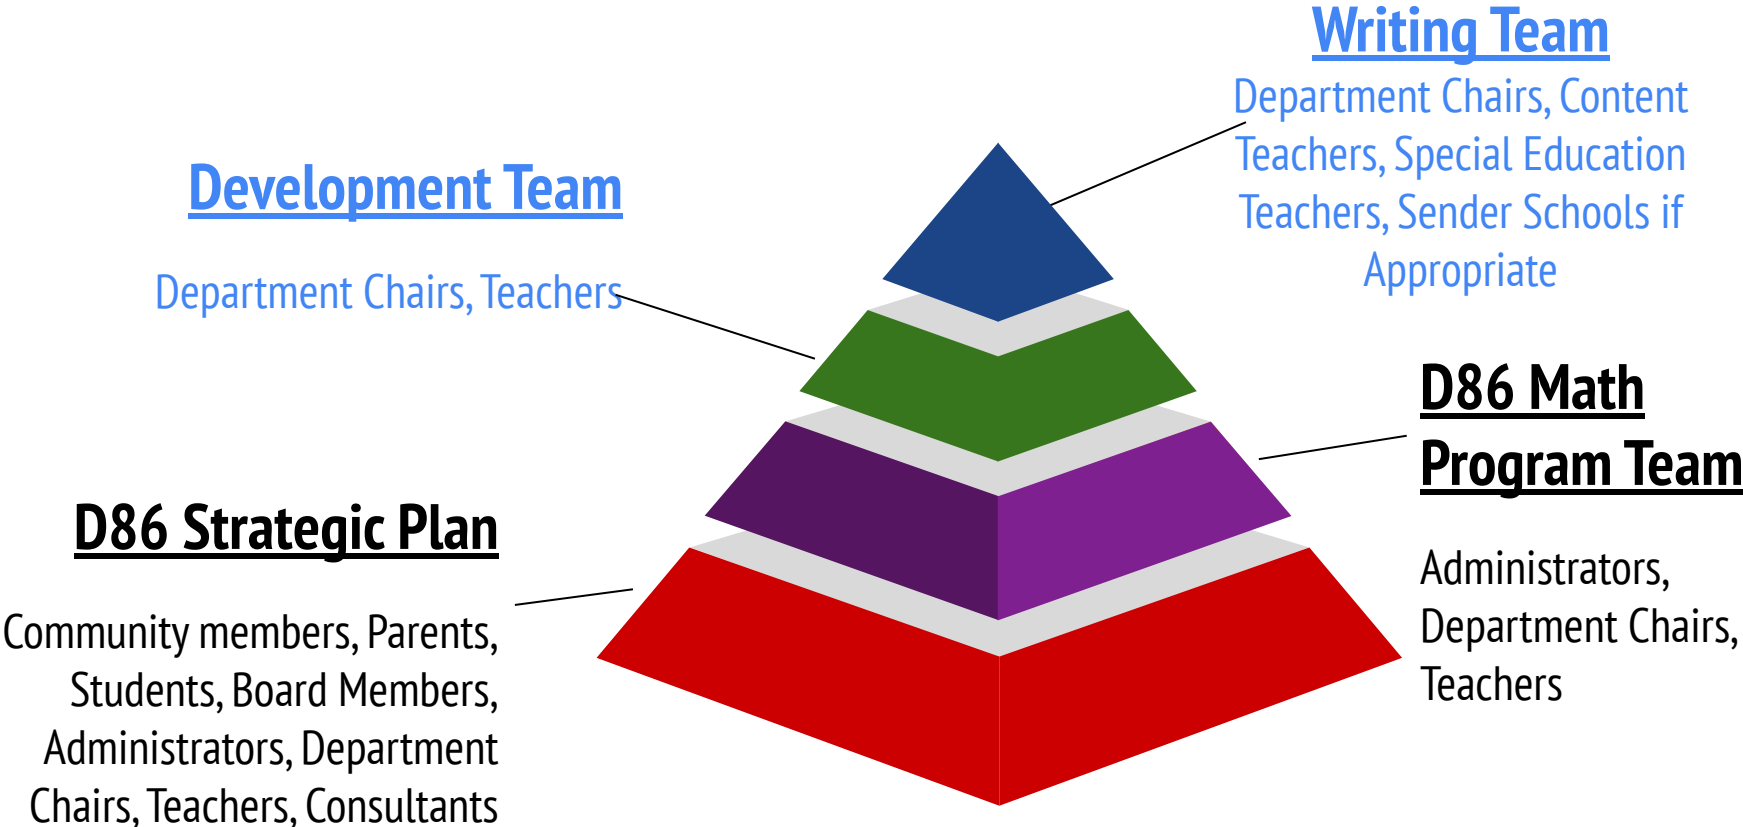 Writing Team
Department Chairs, Content
Teachers, Special Education
Teachers, Sender Schools if
Appropriate
Development Team
Department Chairs, Teachers
D86 Math
Program Team
Administrators,
Department Chairs,
Teachers
D86 Strategic Plan
Community members, Parents,
Students, Board Members,
Administrators, Department
Chairs, Teachers, Consultants